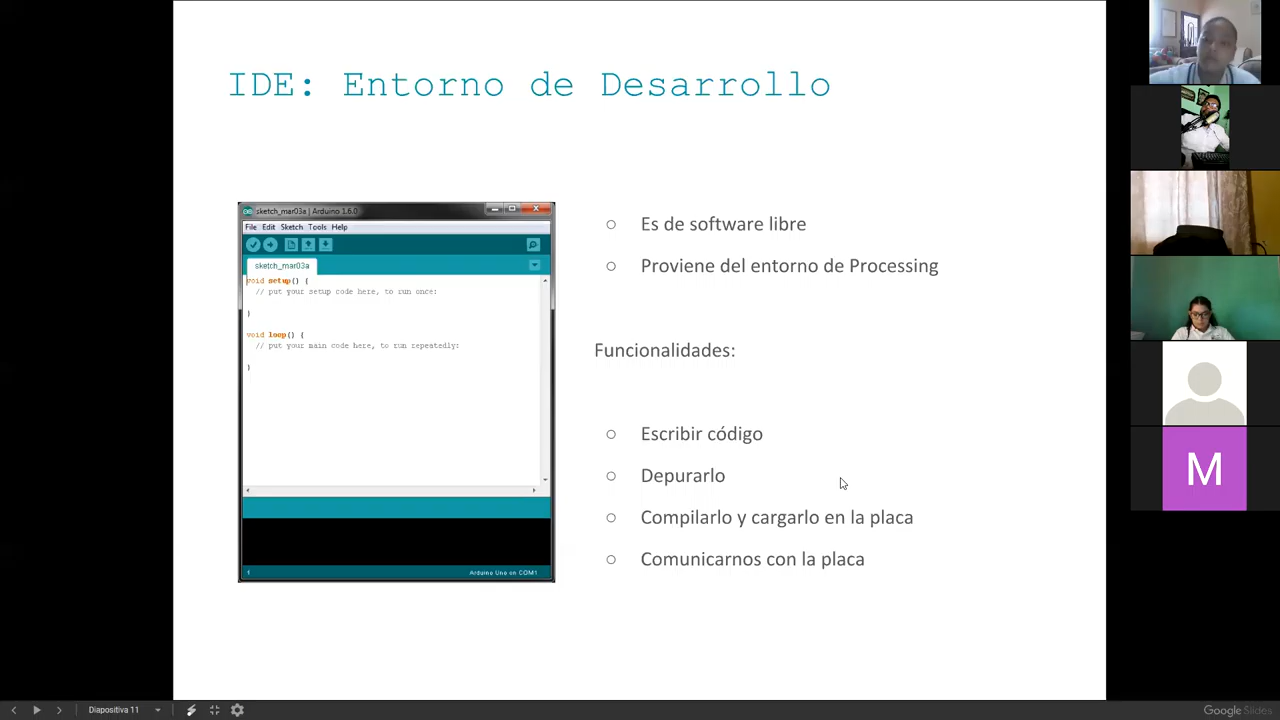 IDE: Entorno de Desarrollo
sketch_mar03a | Arduino 1.6.0
File Edit Sketch Tools Help
sketch_mar03a
void setup() {
// put your setup code here, to run once:
}
void loop() {
// put your main code here, to run repeatedly:
}
1
Arduino Uno on COM1
Es de software libre
Proviene del entorno de Processing
Funcionalidades:
Escribir código
Depurarlo
Compilarlo y cargarlo en la placa
Comunicarnos con la placa
M
Diapositiva 11
Google Slides